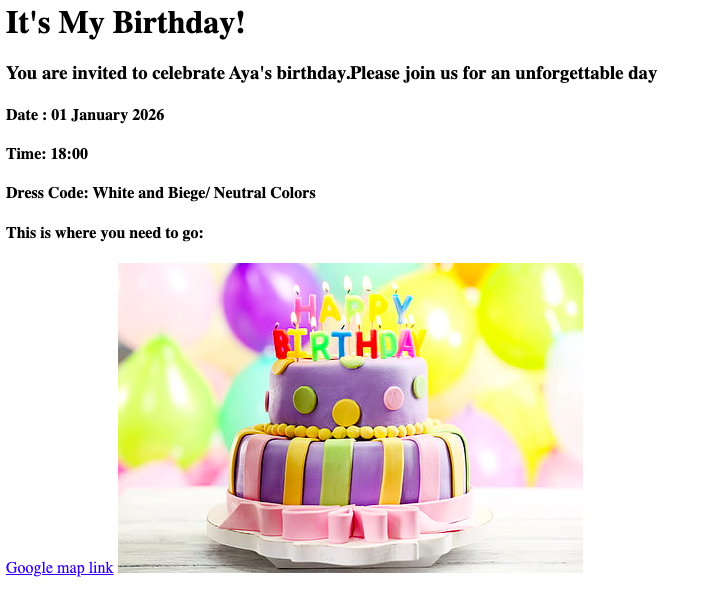 It's My Birthday!
You are invited to celebrate Aya's birthday.Please join us for an unforgettable day
Date : 01 January 2026
Time: 18:00
Dress Code: White and Biege/ Neutral Colors
This is where you need to go:
HAPPY
BIRTHDAY
Google map link